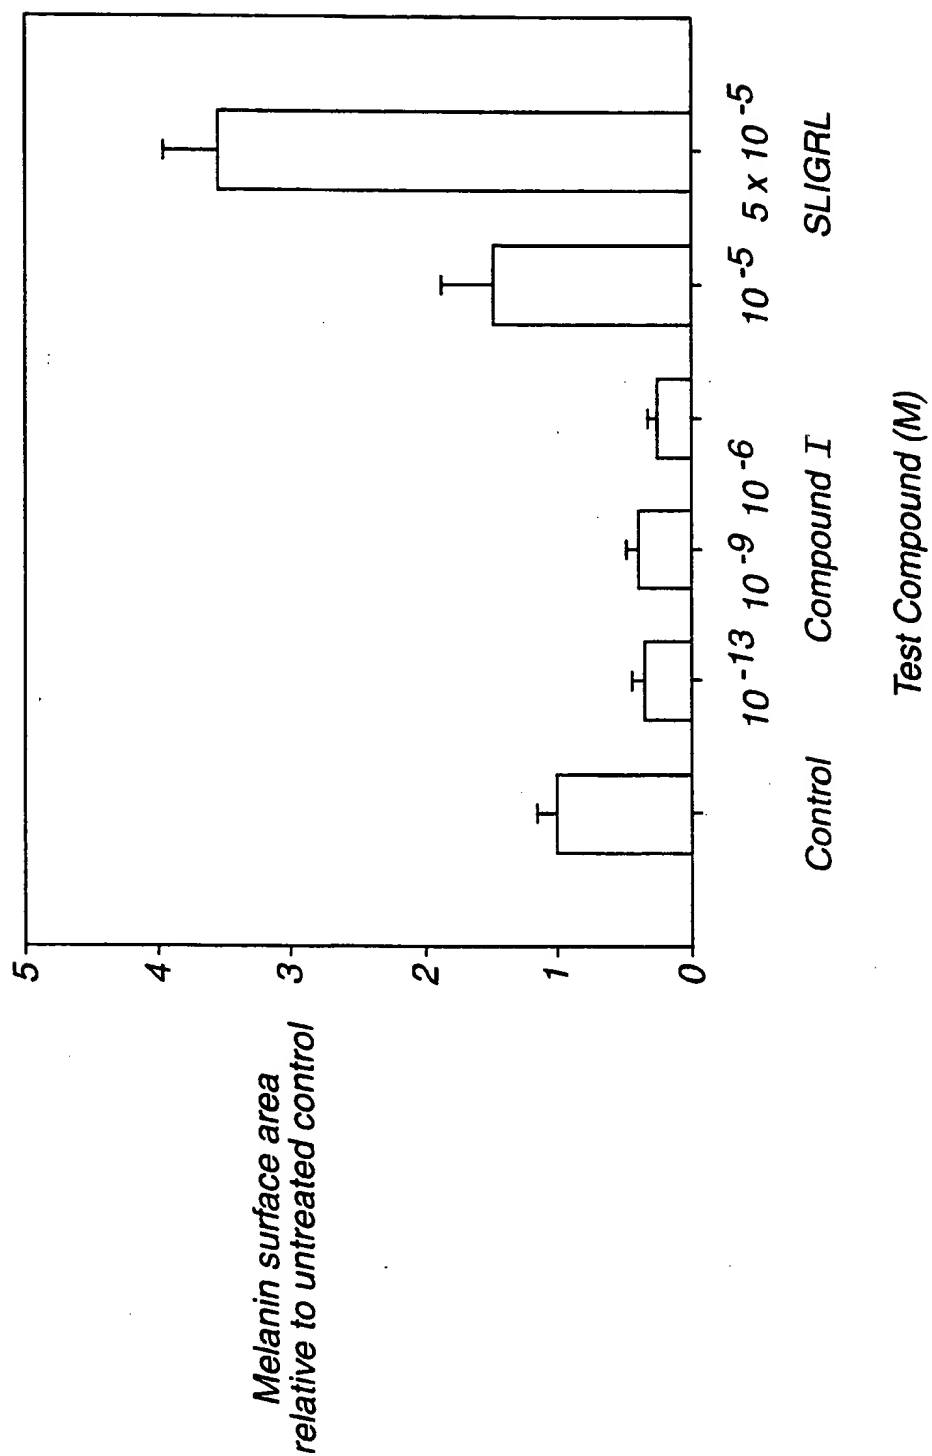 Melanin surface area
relative to untreated control
5
4
3
2
1
0
10-13 10-9 10-6 10-5 5 x 10-5
Control Compound I SLIGRL
Test Compound (M)